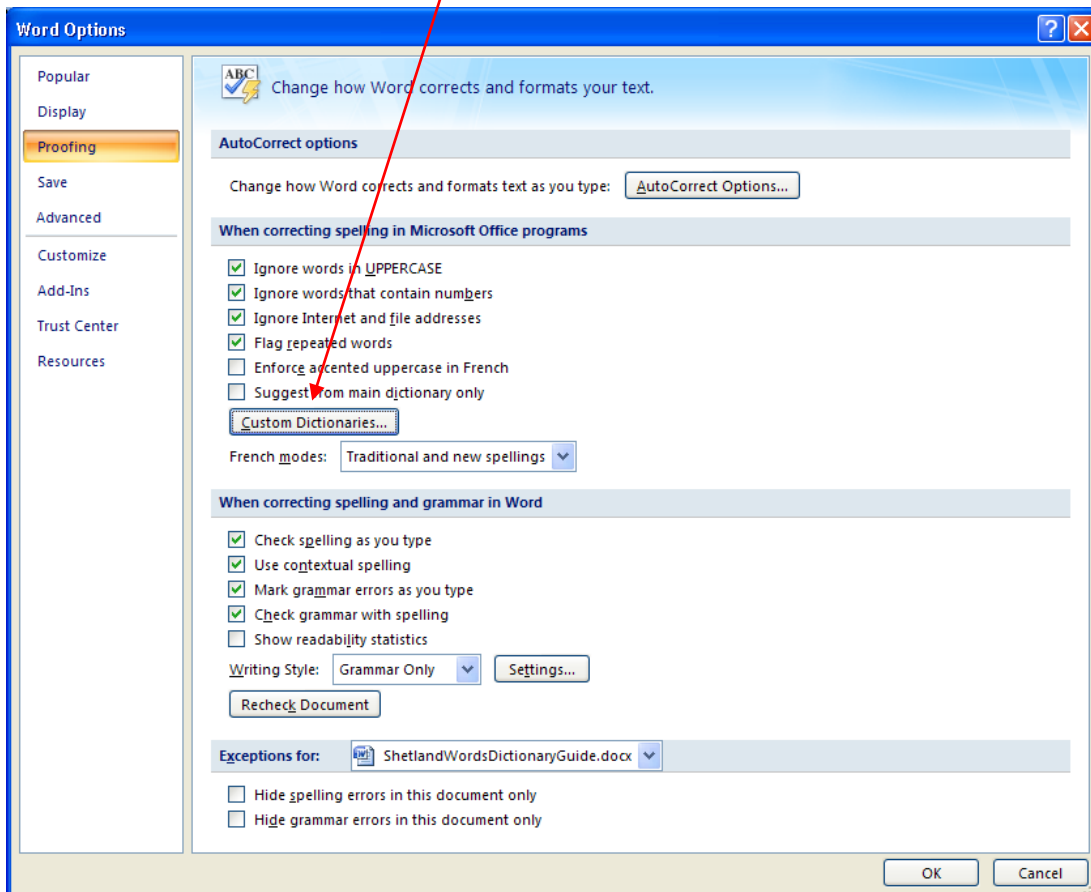 Word Options
Popular
Display
Proofing
Save
Advanced
Customize
Add-Ins
Trust Center
Resources
ABC
Change how Word corrects and formats your text.
AutoCorrect options
Change how Word corrects and formats text as you type: AutoCorrect Options...
When correcting spelling in Microsoft Office programs
Ignore words in UPPERCASE
Ignore words that contain numbers
Ignore Internet and file addresses
Flag repeated words
Enforce accented uppercase in French
Suggest from main dictionary only
Custom Dictionaries...
French modes: Traditional and new spellings
When correcting spelling and grammar in Word
Check spelling as you type
Use contextual spelling
Mark grammar errors as you type
Check grammar with spelling
Show readability statistics
Writing Style: Grammar Only Settings...
Recheck Document
Exceptions for: ShetlandWordsDictionaryGuide.docx
Hide spelling errors in this document only
Hide grammar errors in this document only
OK Cancel